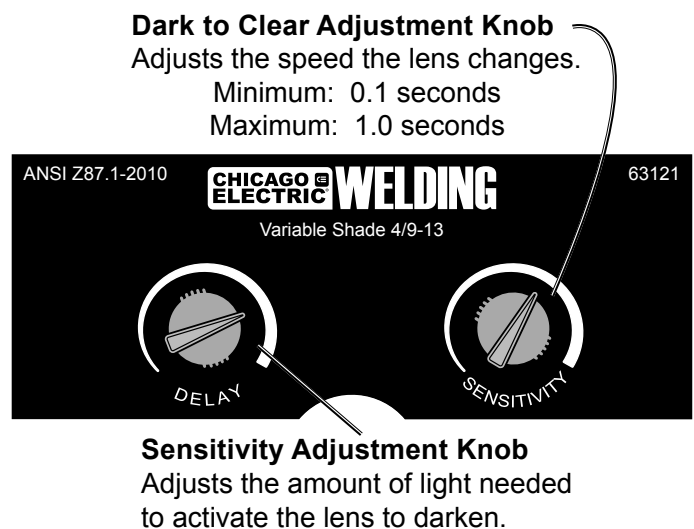 Dark to Clear Adjustment Knob
Adjusts the speed the lens changes.
Minimum: 0.1 seconds
Maximum: 1.0 seconds
ANSI Z87.1-2010
CHICAGO
ELECTRIC
WELDING
63121
Variable Shade 4/9-13
DELAY
SENSITIVITY
Sensitivity Adjustment Knob
Adjusts the amount of light needed
to activate the lens to darken.